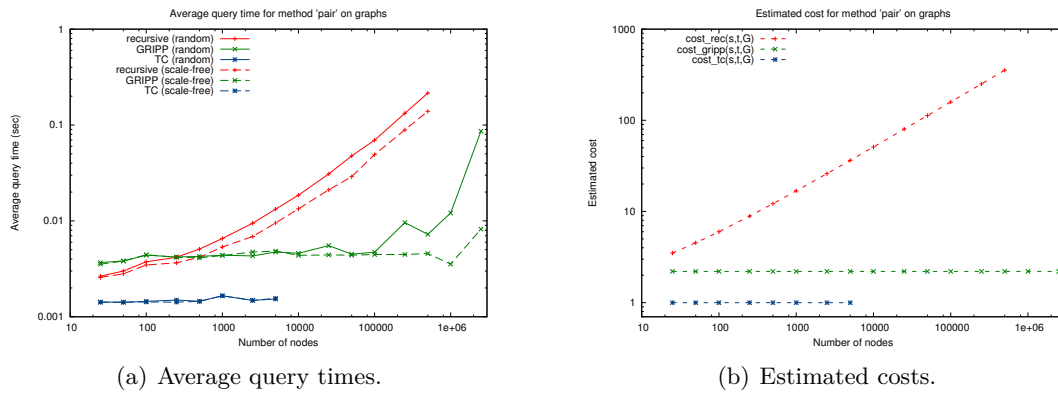 Average query time for method 'pair' on graphs
1
0.1
0.01
0.001
Average query time (sec)
recursive (random)
GRIPP (random)
TC (random)
recursive (scale-free)
GRIPP (scale-free)
TC (scale-free)
10
100
1000
10000
100000
1e+06
Number of nodes
(a) Average query times.
Estimated cost for method 'pair' on graphs
1000
100
10
1
Estimated cost
cost_rec(s,t,G)
cost_gripp(s,t,G)
cost_tc(s,t,G)
10
100
1000
10000
100000
1e+06
Number of nodes
(b) Estimated costs.